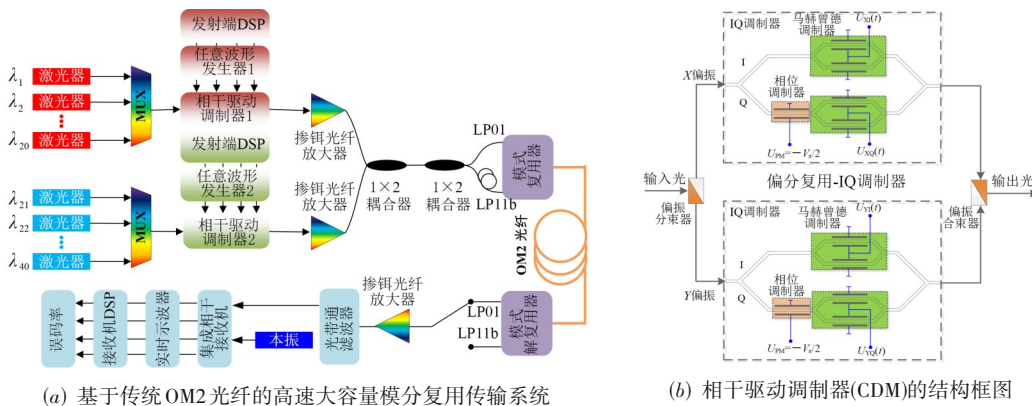 发射端DSP
任意波形
发生器1
相干驱动
调制器1
λ1 激光器
λ2 激光器
λ20 激光器
MUX
掺铒光纤
放大器
发射端DSP
任意波形
发生器2
相干驱动
调制器2
λ21 激光器
λ22 激光器
λ40 激光器
MUX
掺铒光纤
放大器
1×2
耦合器
1×2
耦合器
LP01
LP11b
模式
复用器
OM2 光纤
模式
解复用器
LP01
LP11b
掺铒光纤
放大器
光带通
滤波器
本振
集成相干
接收机
实时示波器
接收机DSP
误码率
(a) 基于传统OM2光纤的高速大容量模分复用传输系统
IQ调制器
马赫曾德
调制器
UXI(t)
I
Q
相位
调制器
UPM=−Vπ/2
UXQ(t)
X偏振
输入光
偏振
分束器
偏分复用-IQ调制器
偏振
合束器
输出光
Y偏振
IQ调制器
马赫曾德
调制器
UYI(t)
I
Q
相位
调制器
UPM=−Vπ/2
UYQ(t)
(b) 相干驱动调制器(CDM)的结构框图